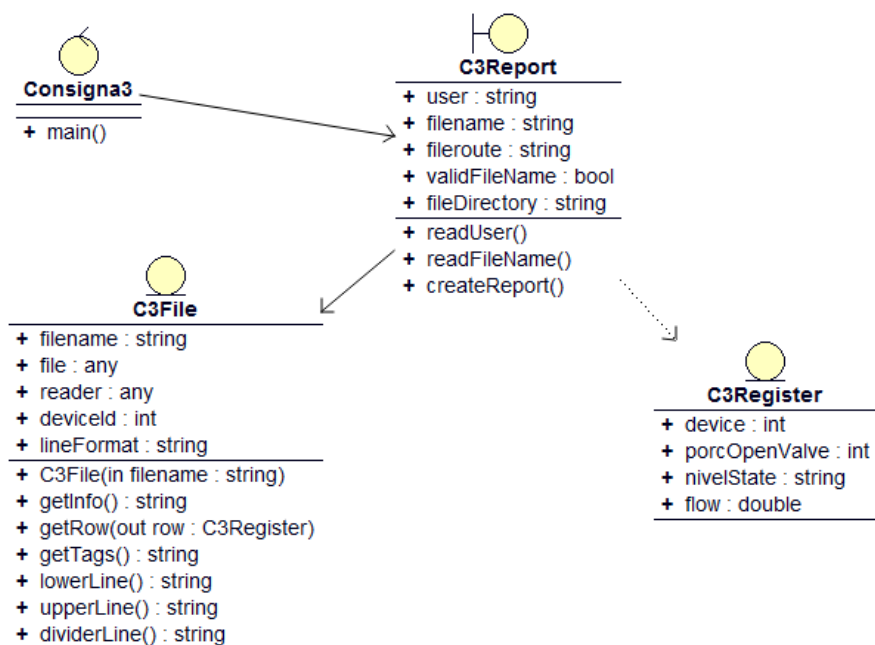 Consigna3
+ main()
C3Report
+ user : string
+ filename : string
+ fileroute : string
+ validFileName : bool
+ fileDirectory : string
+ readUser()
+ readFileName()
+ createReport()
C3File
+ filename : string
+ file : any
+ reader : any
+ deviceId : int
+ lineFormat : string
+ C3File(in filename : string)
+ getInfo() : string
+ getRow(out row : C3Register)
+ getTags() : string
+ lowerLine() : string
+ upperLine() : string
+ dividerLine() : string
C3Register
+ device : int
+ porcOpenValve : int
+ nivelState : string
+ flow : double